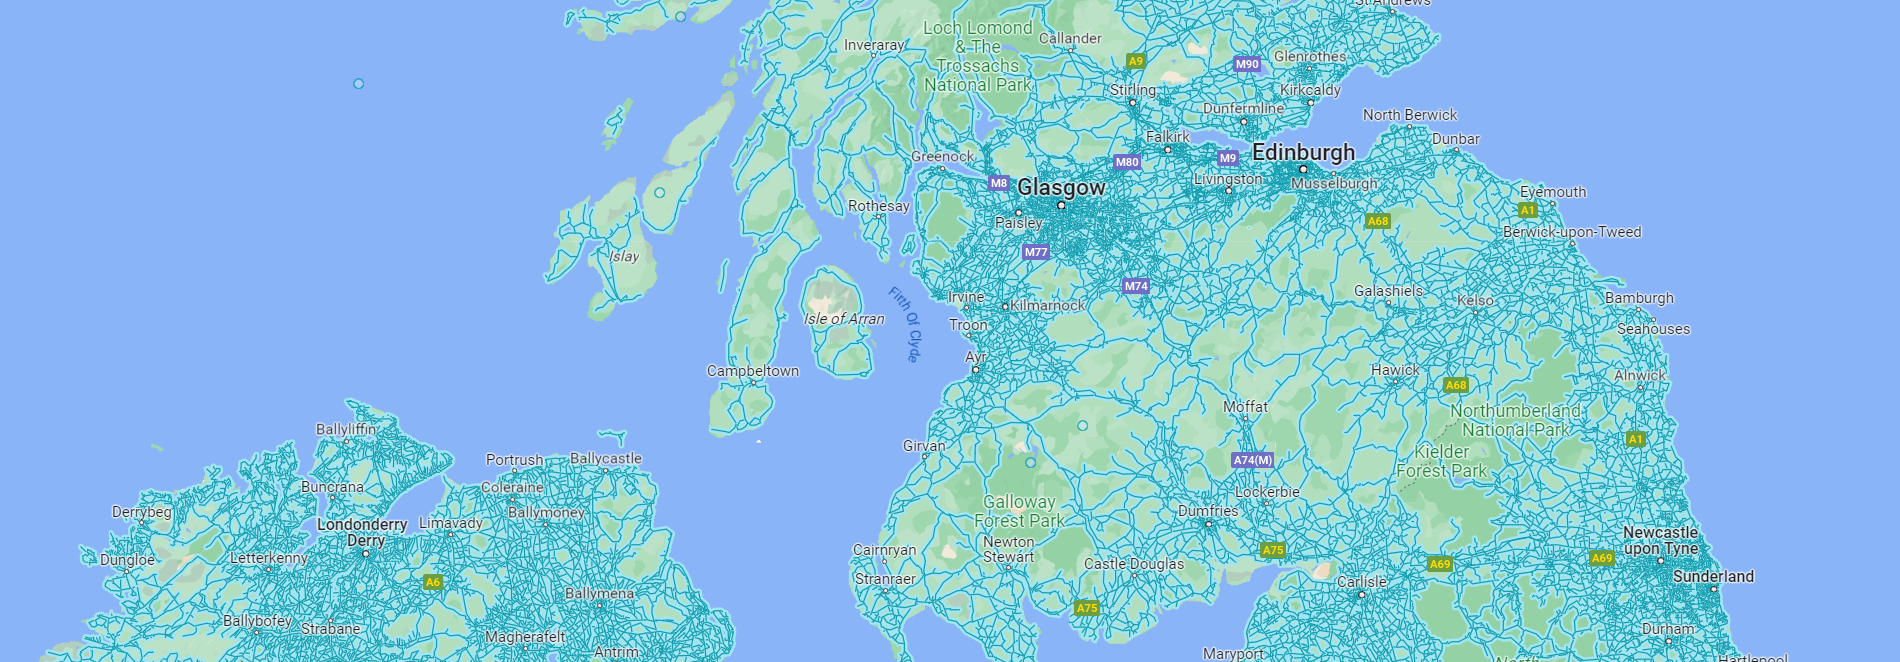 St Andrews
Loch Lomond
& The
Trossachs
National Park
Callander
Inveraray
A9
M90
Glenrothes
Stirling
Kirkcaldy
Dunfermline
North Berwick
Dunbar
Falkirk
Edinburgh
Greenock
M80
M9
M8
Glasgow
Livingston
Musselburgh
Eyemouth
Rothesay
Paisley
A68
A1
Berwick-upon-Tweed
M77
Islay
M74
Firth Of Clyde
Irvine
Kilmarnock
Galashiels
Kelso
Bamburgh
Isle of Arran
Troon
Seahouses
Ayr
Campbeltown
Hawick
A68
Alnwick
Moffat
Northumberland
National Park
Ballyliffin
Girvan
A1
Portrush
Ballycastle
A74(M)
Kielder
Forest Park
Buncrana
Coleraine
Lockerbie
Derrybeg
Ballymoney
Galloway
Forest Park
Dumfries
Londonderry
Derry
Limavady
Newcastle
upon Tyne
Dungloe
Letterkenny
Cairnryan
Newton
Stewart
A75
A69
A69
Castle Douglas
A6
Stranraer
Carlisle
Sunderland
Ballymena
A75
Ballybofey
Strabane
Magherafelt
Durham
Antrim
Maryport
North
Hartlepool